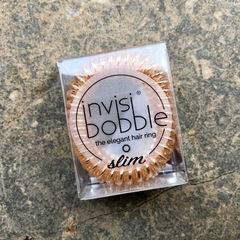 invisi
bobble
the elegant hair ring
slim